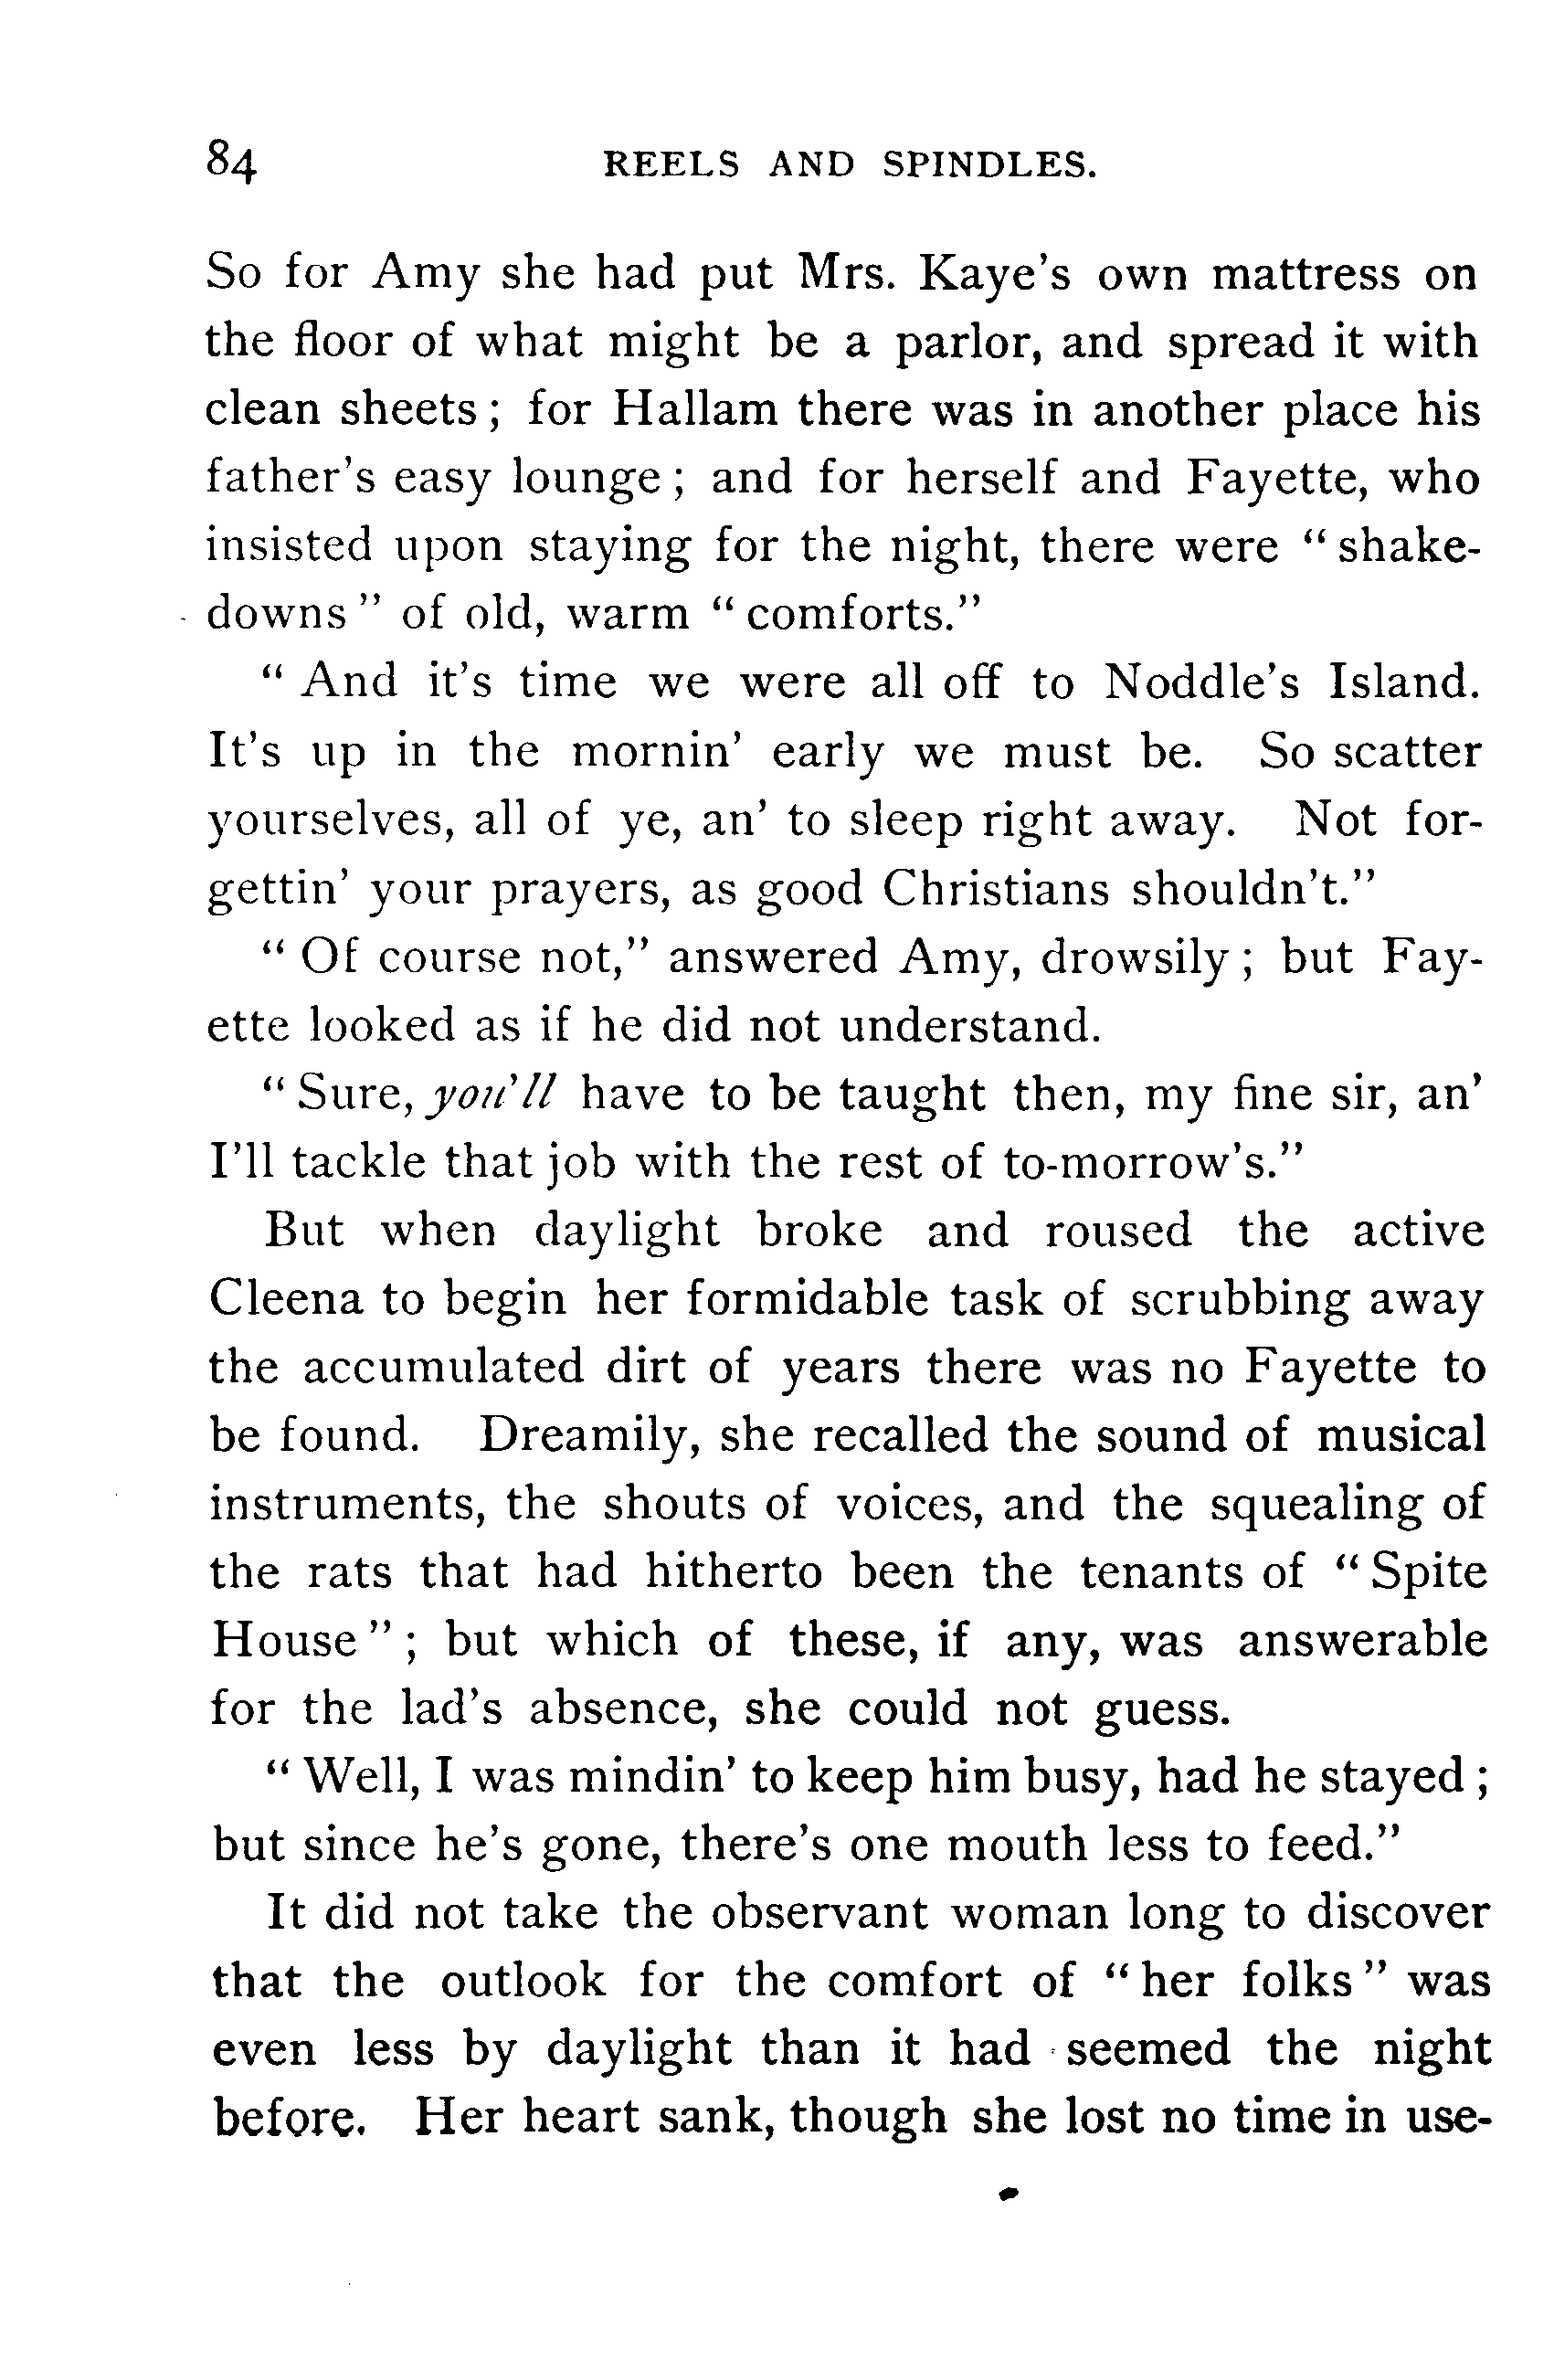 84 REELS AND SPINDLES.
So for Amy she had put Mrs. Kaye’s own mattress on
the floor of what might be a parlor, and spread it with
clean sheets ; for Hallam there was in another place his
father’s easy lounge ; and for herself and Fayette, who
insisted upon staying for the night, there were “ shake-
downs ” of old, warm “ comforts.”
“ And it’s time we were all off to Noddle’s Island.
It’s up in the mornin’ early we must be. So scatter
yourselves, all of ye, an’ to sleep right away. Not for-
gettin’ your prayers, as good Christians shouldn’t.”
“ Of course not,” answered Amy, drowsily ; but Fay-
ette looked as if he did not understand.
“ Sure, you’ll have to be taught then, my fine sir, an’
I’ll tackle that job with the rest of to-morrow’s.”
But when daylight broke and roused the active
Cleena to begin her formidable task of scrubbing away
the accumulated dirt of years there was no Fayette to
be found. Dreamily, she recalled the sound of musical
instruments, the shouts of voices, and the squealing of
the rats that had hitherto been the tenants of “ Spite
House ” ; but which of these, if any, was answerable
for the lad’s absence, she could not guess.
“ Well, I was mindin’ to keep him busy, had he stayed ;
but since he’s gone, there’s one mouth less to feed.”
It did not take the observant woman long to discover
that the outlook for the comfort of “ her folks ” was
even less by daylight than it had seemed the night
before. Her heart sank, though she lost no time in use-